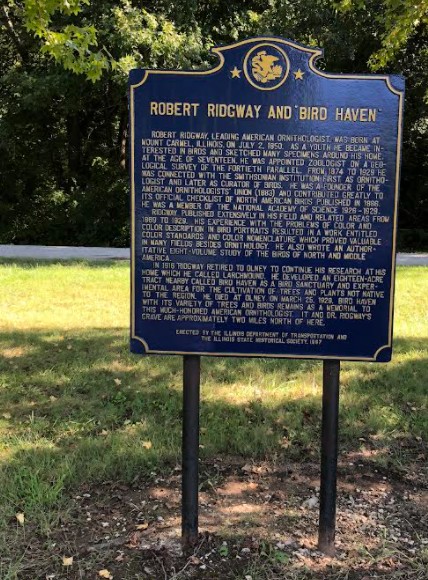 ROBERT RIDGWAY AND "BIRD HAVEN"
ROBERT RIDGWAY, LEADING AMERICAN ORNITHOLOGIST, WAS BORN AT
MOUNT CARMEL, ILLINOIS, ON JULY 2, 1850. AS A YOUTH HE BECAME IN-
TERESTED IN BIRDS AND SKETCHED MANY SPECIMENS AROUND HIS HOME.
AT THE AGE OF SEVENTEEN, HE WAS APPOINTED ZOOLOGIST ON A GEO-
LOGICAL SURVEY OF THE FORTIETH PARALLEL. FROM 1874 TO 1929 HE
WAS CONNECTED WITH THE SMITHSONIAN INSTITUTION FIRST AS ORNITHO-
LOGIST AND LATER AS CURATOR OF BIRDS. HE WAS A FOUNDER OF THE
AMERICAN ORNITHOLOGISTS' UNION (1883) AND CONTRIBUTED GREATLY TO
ITS OFFICIAL CHECKLIST OF NORTH AMERICAN BIRDS PUBLISHED IN 1886.
HE WAS A MEMBER OF THE NATIONAL ACADEMY OF SCIENCE 1926-1929.
RIDGWAY PUBLISHED EXTENSIVELY IN HIS FIELD AND RELATED AREAS FROM
1869 TO 1929. HIS EXPERIENCE WITH THE PROBLEMS OF COLOR AND
COLOR DESCRIPTION IN BIRD PORTRAITS RESULTED IN A WORK ENTITLED
COLOR STANDARDS AND COLOR NOMENCLATURE WHICH PROVED VALUABLE
IN MANY FIELDS BESIDES ORNITHOLOGY. HE ALSO WROTE AN AUTHOR-
ITATIVE EIGHT-VOLUME STUDY OF THE BIRDS OF NORTH AND MIDDLE
AMERICA.
IN 1916 RIDGWAY RETIRED TO OLNEY TO CONTINUE HIS RESEARCH AT HIS
HOME WHICH HE CALLED LARCHMOUND. HE DEVELOPED AN EIGHTEEN-ACRE
TRACT NEARBY CALLED BIRD HAVEN AS A BIRD SANCTUARY AND EXPERI-
MENTAL AREA FOR THE CULTIVATION OF TREES AND PLANTS NOT NATIVE
TO THE REGION. HE DIED AT OLNEY, ON MARCH 25, 1929. BIRD HAVEN
WITH ITS VARIETY OF TREES AND BIRDS REMAINS AS A MEMORIAL TO
THIS MUCH-HONORED AMERICAN ORNITHOLOGIST. IT AND DR. RIDGWAY'S
GRAVE ARE APPROXIMATELY TWO MILES NORTH OF HERE.
ERECTED BY THE ILLINOIS DEPARTMENT OF TRANSPORTATION AND
THE ILLINOIS STATE HISTORICAL SOCIETY,